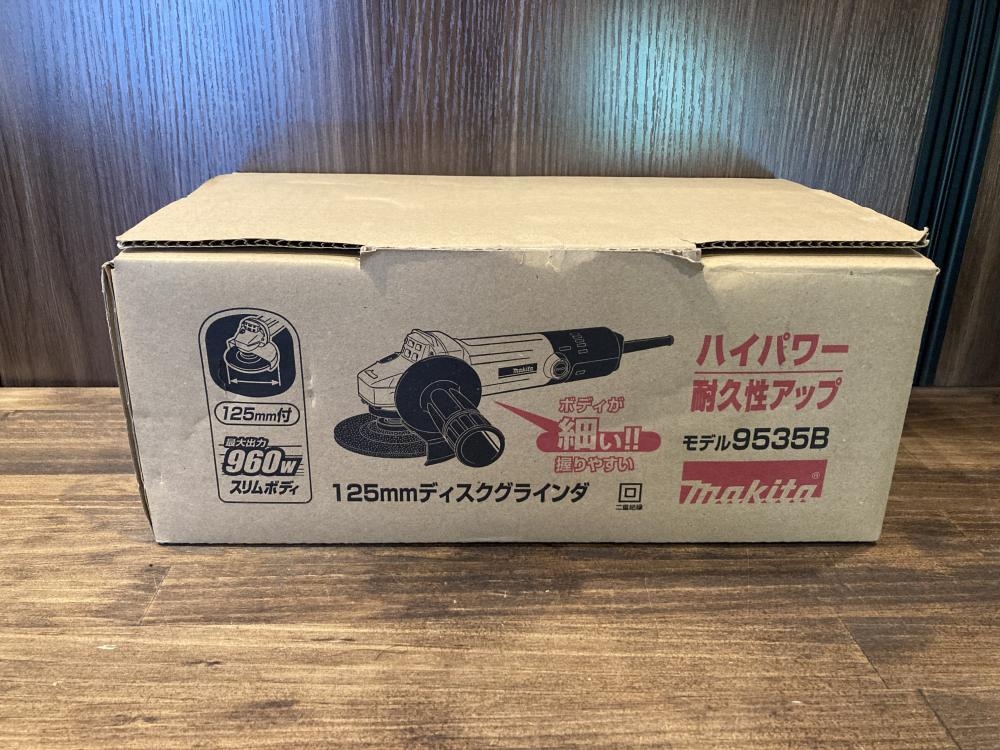 125mm付
最大出力
960W
スリムボディ
makita
ボディが
細い!!
握りやすい
125mmディスクグラインダ
二重絶縁
ハイパワー
耐久性アップ
モデル9535B
makita®